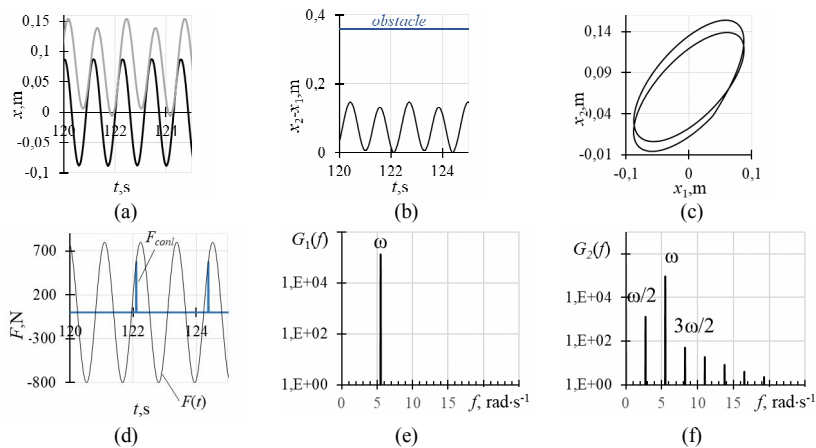 0,15
0,1
0,05
0
-0,05
-0,1
120
122
124
x,m
t,s
(a)
0,4
0,2
0
obstacle
120
122
124
x2-x1,m
t,s
(b)
0,14
0,09
0,04
-0,01
-0,1
0
0,1
x2,m
x1,m
(c)
700
200
-300
-800
120
122
124
Fconl
F(t)
F,N
t,s
(d)
G1(f)
ω
1,E+04
1,E+02
1,E+00
0
5
10
15
f, rad·s-1
(e)
G2(f)
ω
ω/2
3ω/2
1,E+04
1,E+02
1,E+00
0
5
10
15
f, rad·s-1
(f)